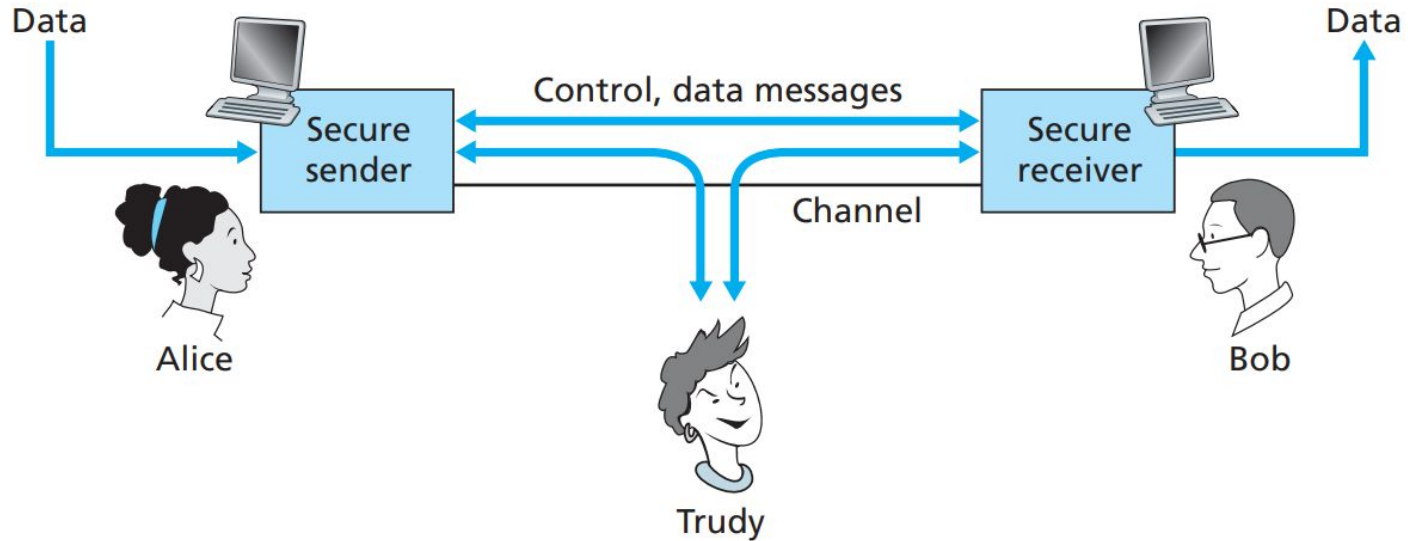 Data
Data
Control, data messages
Secure
sender
Secure
receiver
Channel
Alice
Bob
Trudy